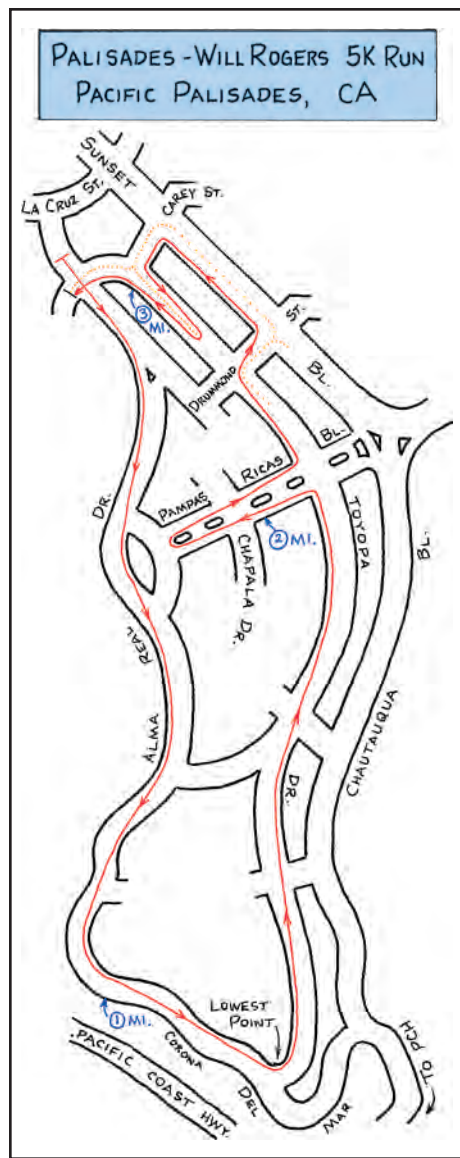 PALISADES - WILL ROGERS 5K RUN
PACIFIC PALISADES, CA
SUNSET
LA CRUZ ST.
CAREY ST.
③
MI.
ST.
BL.
DRUMMOND
BL.
RICAS
PAMPAS
DR.
② MI.
TOYOPA
CHAPALA DR.
BL.
REAL
ALMA
CHAUTAUQUA
DR.
LOWEST
POINT
① MI.
CORONA
DEL
MAR
PACIFIC COAST HWY.
TO PCH